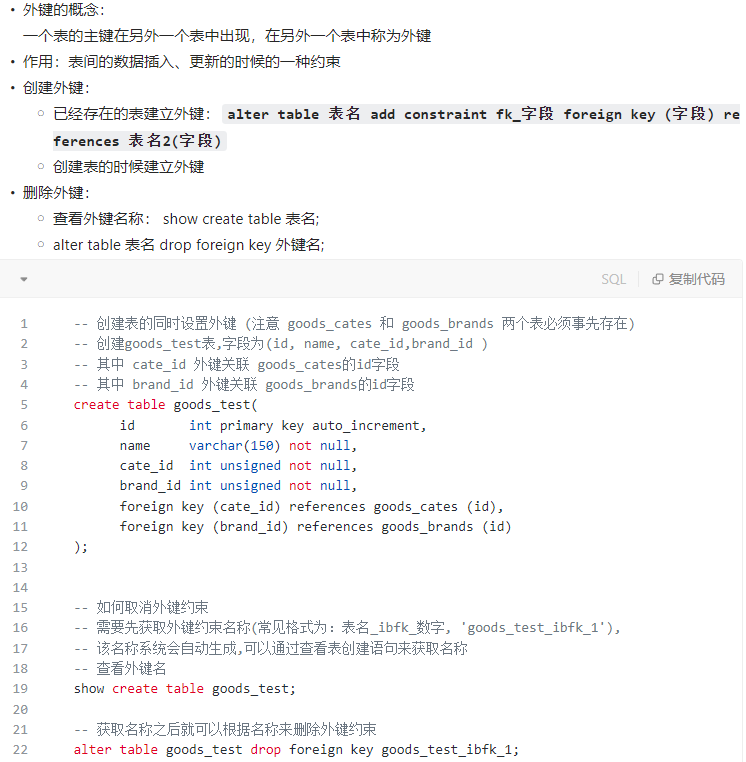 • 外键的概念：
一个表的主键在另外一个表中出现，在另外一个表中称为外键
• 作用：表间的数据插入、更新的时候的一种约束
• 创建外键：
○ 已经存在的表建立外键： alter table 表名 add constraint fk_字段 foreign key (字段) re
ferences 表名2(字段)
○ 创建表的时候建立外键
• 删除外键：
○ 查看外键名称： show create table 表名;
○ alter table 表名 drop foreign key 外键名;
SQL 复制代码
1 -- 创建表的同时设置外键 (注意 goods_cates 和 goods_brands 两个表必须事先存在)
2 -- 创建goods_test表,字段为(id, name, cate_id,brand_id )
3 -- 其中 cate_id 外键关联 goods_cates的id字段
4 -- 其中 brand_id 外键关联 goods_brands的id字段
5 create table goods_test(
6 id int primary key auto_increment,
7 name varchar(150) not null,
8 cate_id int unsigned not null,
9 brand_id int unsigned not null,
10 foreign key (cate_id) references goods_cates (id),
11 foreign key (brand_id) references goods_brands (id)
12 );
13
14
15 -- 如何取消外键约束
16 -- 需要先获取外键约束名称(常见格式为：表名_ibfk_数字, 'goods_test_ibfk_1'),
17 -- 该名称系统会自动生成,可以通过查看表创建语句来获取名称
18 -- 查看外键名
19 show create table goods_test;
20
21 -- 获取名称之后就可以根据名称来删除外键约束
22 alter table goods_test drop foreign key goods_test_ibfk_1;